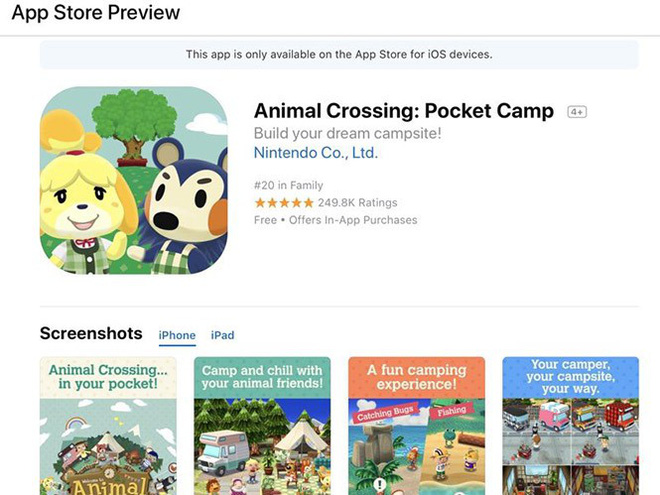 App Store Preview
This app is only available on the App Store for iOS devices.
Animal Crossing: Pocket Camp 4+
Build your dream campsite!
Nintendo Co., Ltd.
#20 in Family
★★★★★ 249.8K Ratings
Free • Offers In-App Purchases
Screenshots iPhone iPad
Animal Crossing...
in your pocket!
Camp and chill with
your animal friends!
A fun camping
experience!
Catching Bugs
Fishing
Your camper,
your campsite,
your way.
Welcome to
Animal